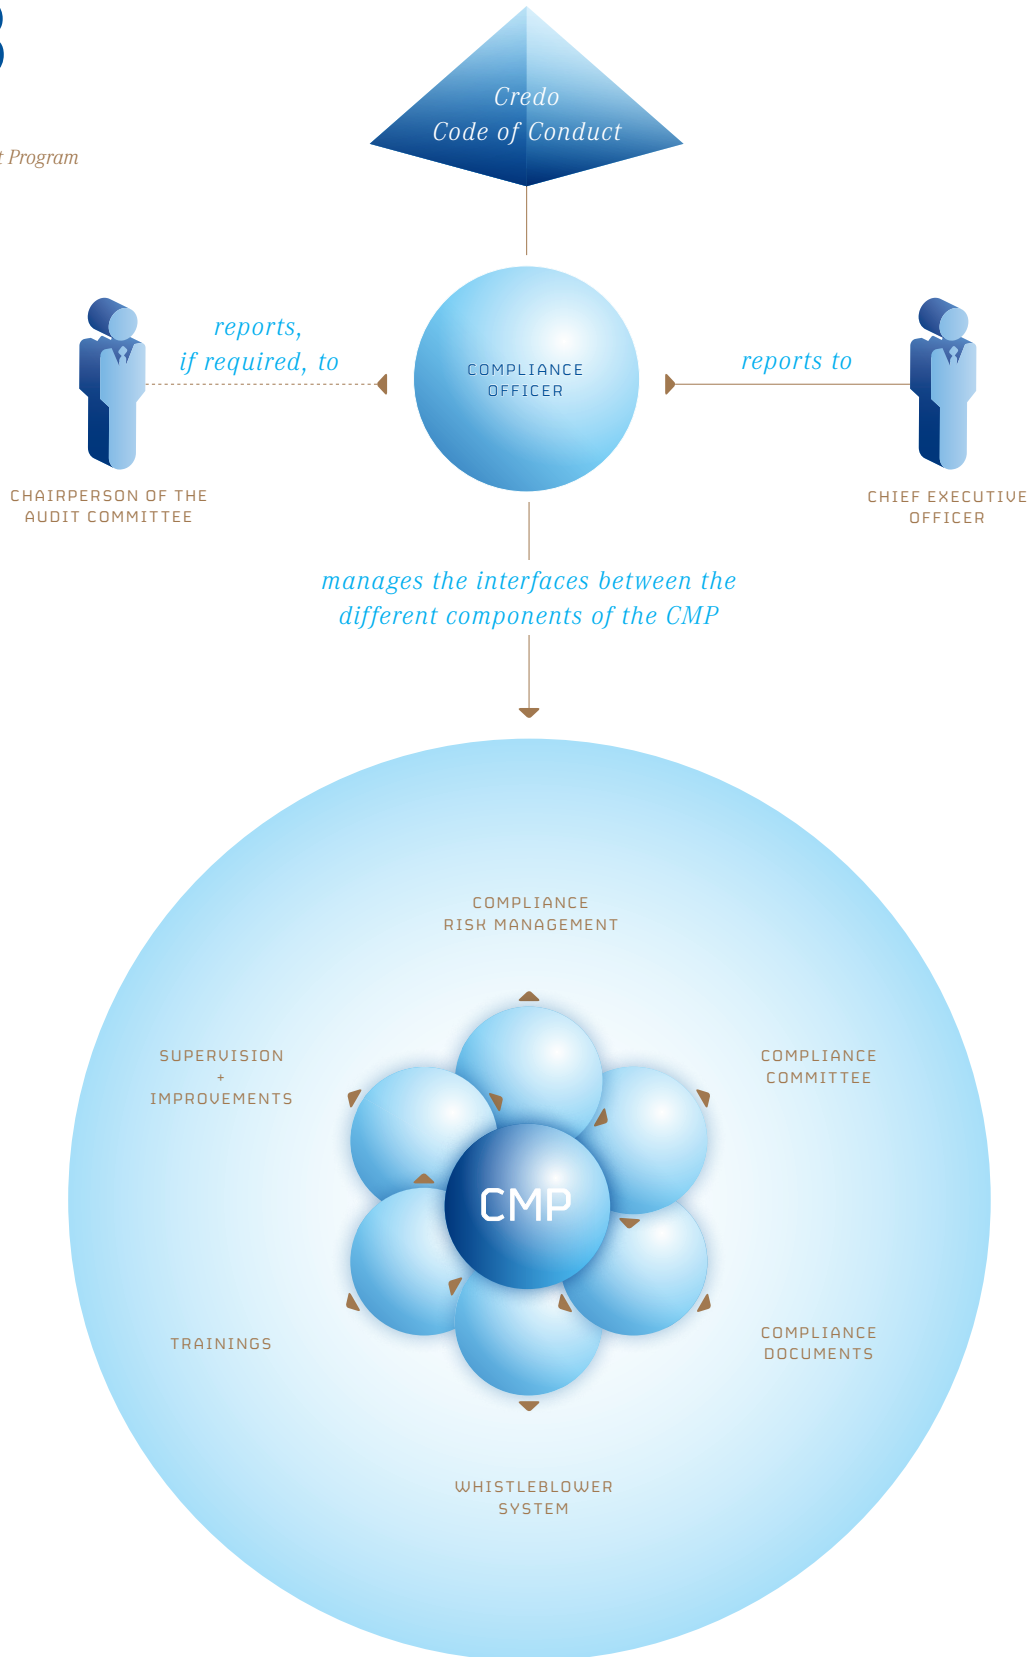 Program
Credo
Code of Conduct
reports,
if required, to
COMPLIANCE
OFFICER
reports to
CHAIRPERSON OF THE
AUDIT COMMITTEE
CHIEF EXECUTIVE
OFFICER
manages the interfaces between the
different components of the CMP
COMPLIANCE
RISK MANAGEMENT
SUPERVISION
+
IMPROVEMENTS
COMPLIANCE
COMMITTEE
CMP
TRAININGS
COMPLIANCE
DOCUMENTS
WHISTLEBLOWER
SYSTEM